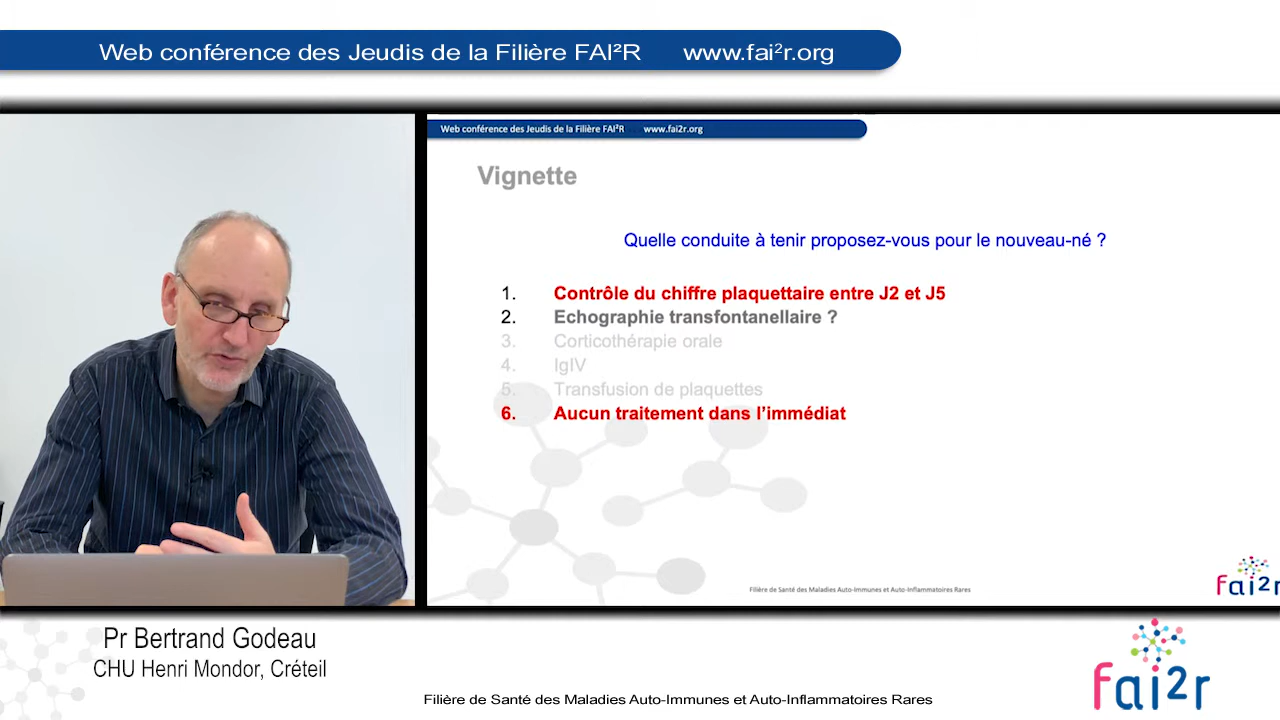 Web conférence des Jeudis de la Filière FAI²R www.fai²r.org
Web conférence des Jeudis de la Filière FAI²R www.fai2r.org
Vignette
Quelle conduite à tenir proposez-vous pour le nouveau-né ?
1. Contrôle du chiffre plaquettaire entre J2 et J5
2. Echographie transfontanellaire ?
3. Corticothérapie orale
4. IgIV
5. Transfusion de plaquettes
6. Aucun traitement dans l'immédiat
Filière de Santé des Maladies Auto-Immunes et Auto-Inflammatoires Rares
fai2r
Pr Bertrand Godeau
CHU Henri Mondor, Créteil
fai2r
Filière de Santé des Maladies Auto-Immunes et Auto-Inflammatoires Rares